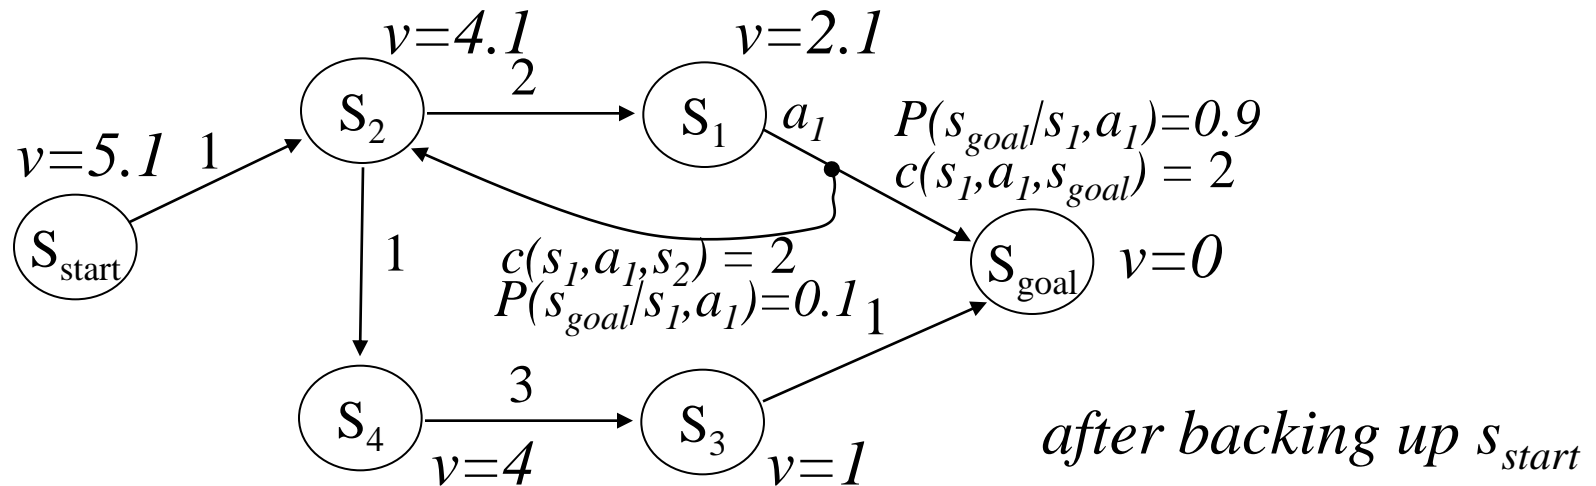 v=4.1
v=2.1
2
S2
S1
a1
P(sgoal/s1,a1)=0.9
c(s1,a1,sgoal) = 2
v=5.1
1
Sstart
1
c(s1,a1,s2) = 2
P(sgoal/s1,a1)=0.1
Sgoal
v=0
1
3
S4
S3
v=4
v=1
after backing up sstart